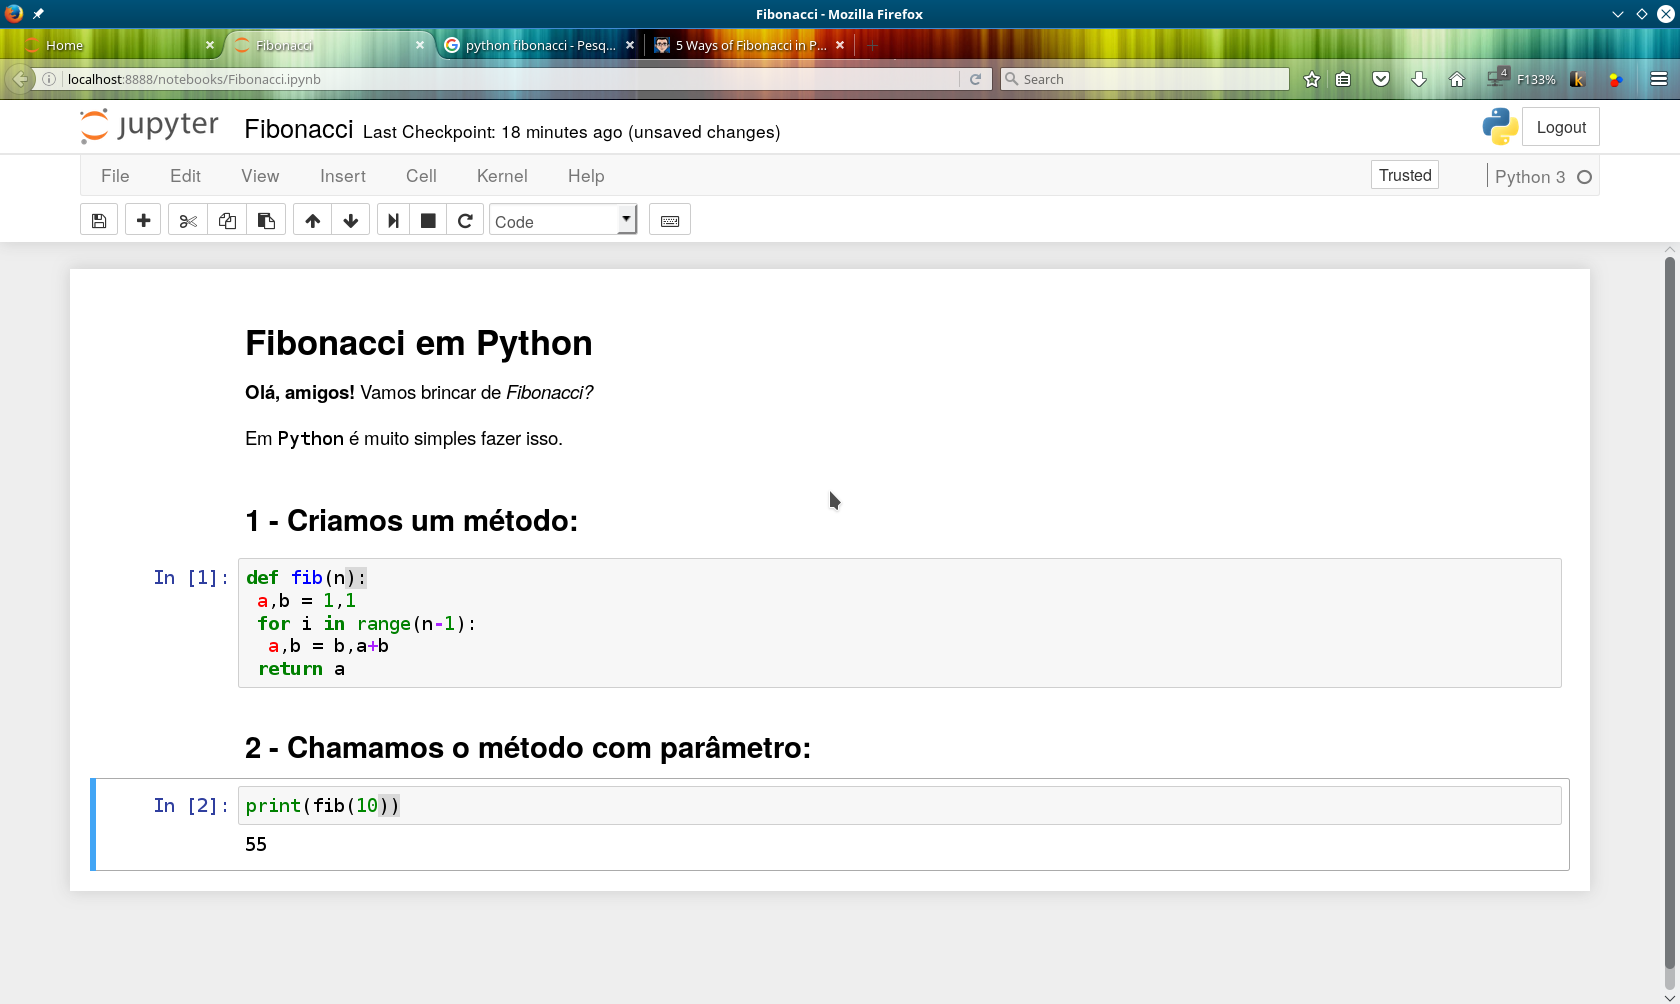 Fibonacci - Mozilla Firefox
Home
Fibonacci
python fibonacci - Pesq...
5 Ways of Fibonacci in P...
localhost:8888/notebooks/Fibonacci.ipynb
Search
4
F133%
k
jupyter
Fibonacci Last Checkpoint: 18 minutes ago (unsaved changes)
Logout
File Edit View Insert Cell Kernel Help
Trusted
Python 3
Code
Fibonacci em Python
Olá, amigos! Vamos brincar de Fibonacci?
Em Python é muito simples fazer isso.
1 - Criamos um método:
In [1]: def fib(n):
 a,b = 1,1
 for i in range(n-1):
  a,b = b,a+b
 return a
2 - Chamamos o método com parâmetro:
In [2]: print(fib(10))
55